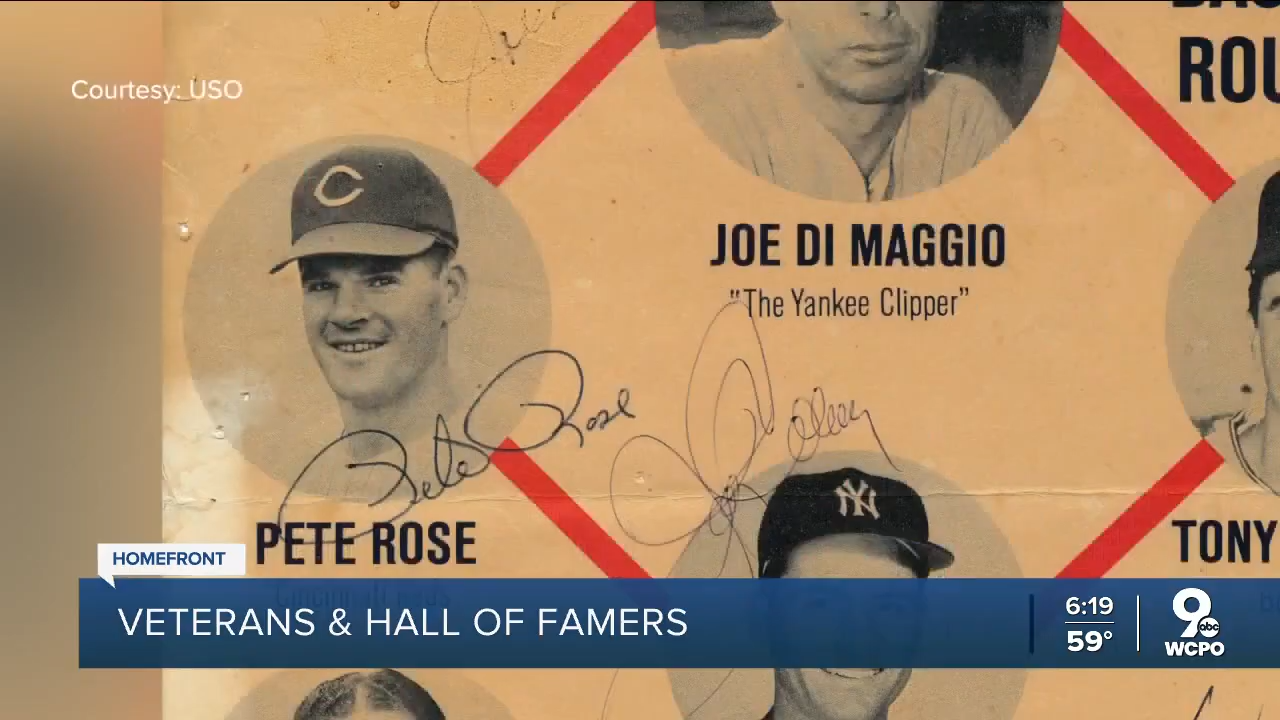 Courtesy: USO
ROU
C
JOE DI MAGGIO
"The Yankee Clipper"
Pete Rose
NY
PETE ROSE
TONY
HOMEFRONT
VETERANS & HALL OF FAMERS
6:19
59°
9
abc
WCPO